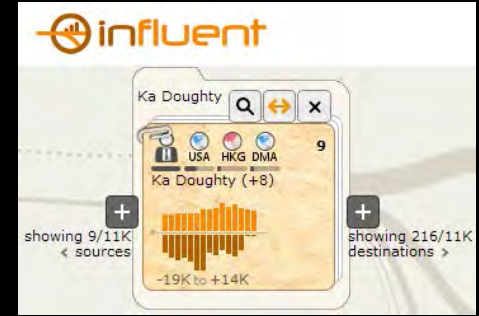 influent
Ka Doughty
USA HKG DMA 9
Ka Doughty (+8)
showing 9/11K
< sources
showing 216/11K
destinations >
-19K to +14K